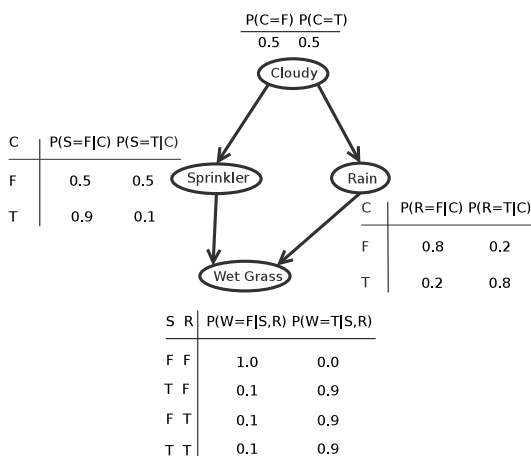 P(C=F) P(C=T)
0.5 0.5
Cloudy
C P(S=F|C) P(S=T|C)
F 0.5 0.5
T 0.9 0.1
Sprinkler
Rain
C P(R=F|C) P(R=T|C)
F 0.8 0.2
T 0.2 0.8
Wet Grass
S R P(W=F|S,R) P(W=T|S,R)
F F 1.0 0.0
T F 0.1 0.9
F T 0.1 0.9
T T 0.1 0.9